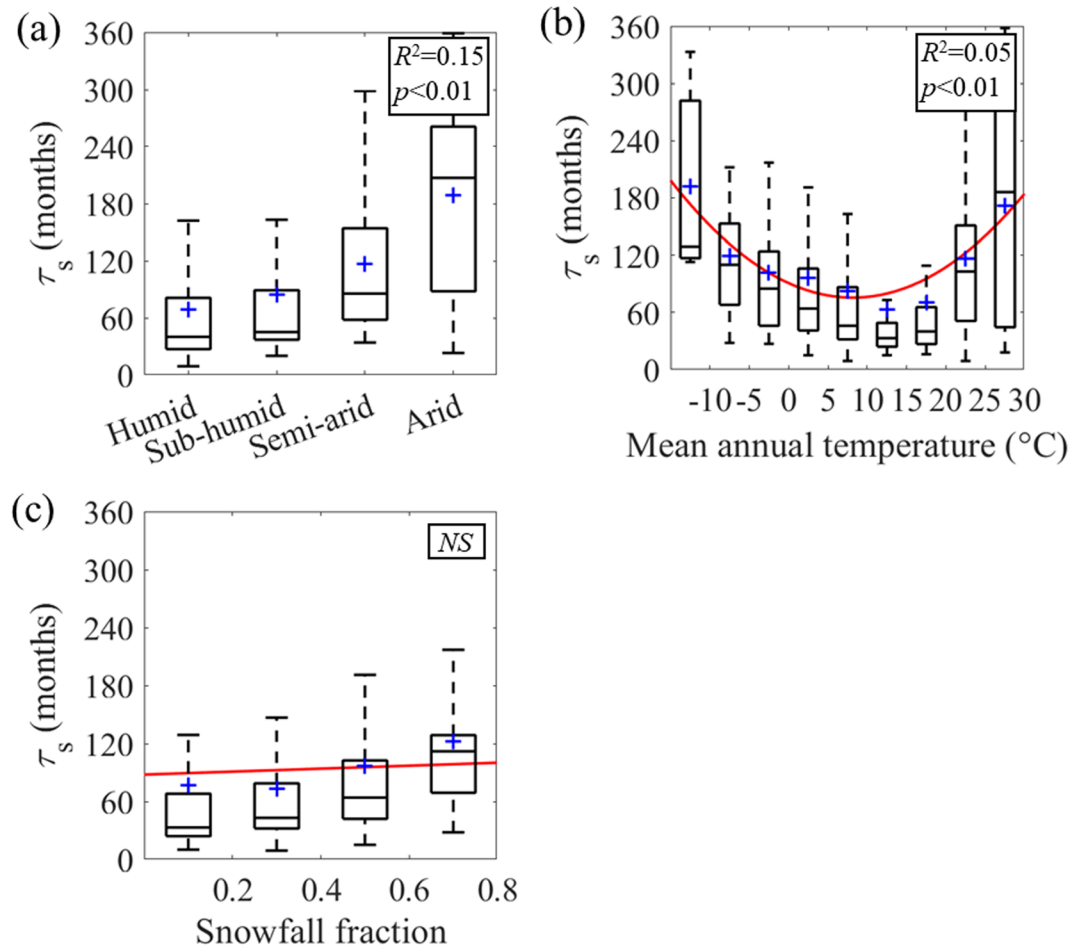 (a)
360
300
240
180
120
60
0
τs (months)
R²=0.15
p<0.01
Humid
Sub-humid
Semi-arid
Arid
(b)
360
300
240
180
120
60
0
τs (months)
R²=0.05
p<0.01
-10 -5 0 5 10 15 20 25 30
Mean annual temperature (°C)
(c)
360
300
240
180
120
60
0
τs (months)
NS
0.2 0.4 0.6 0.8
Snowfall fraction